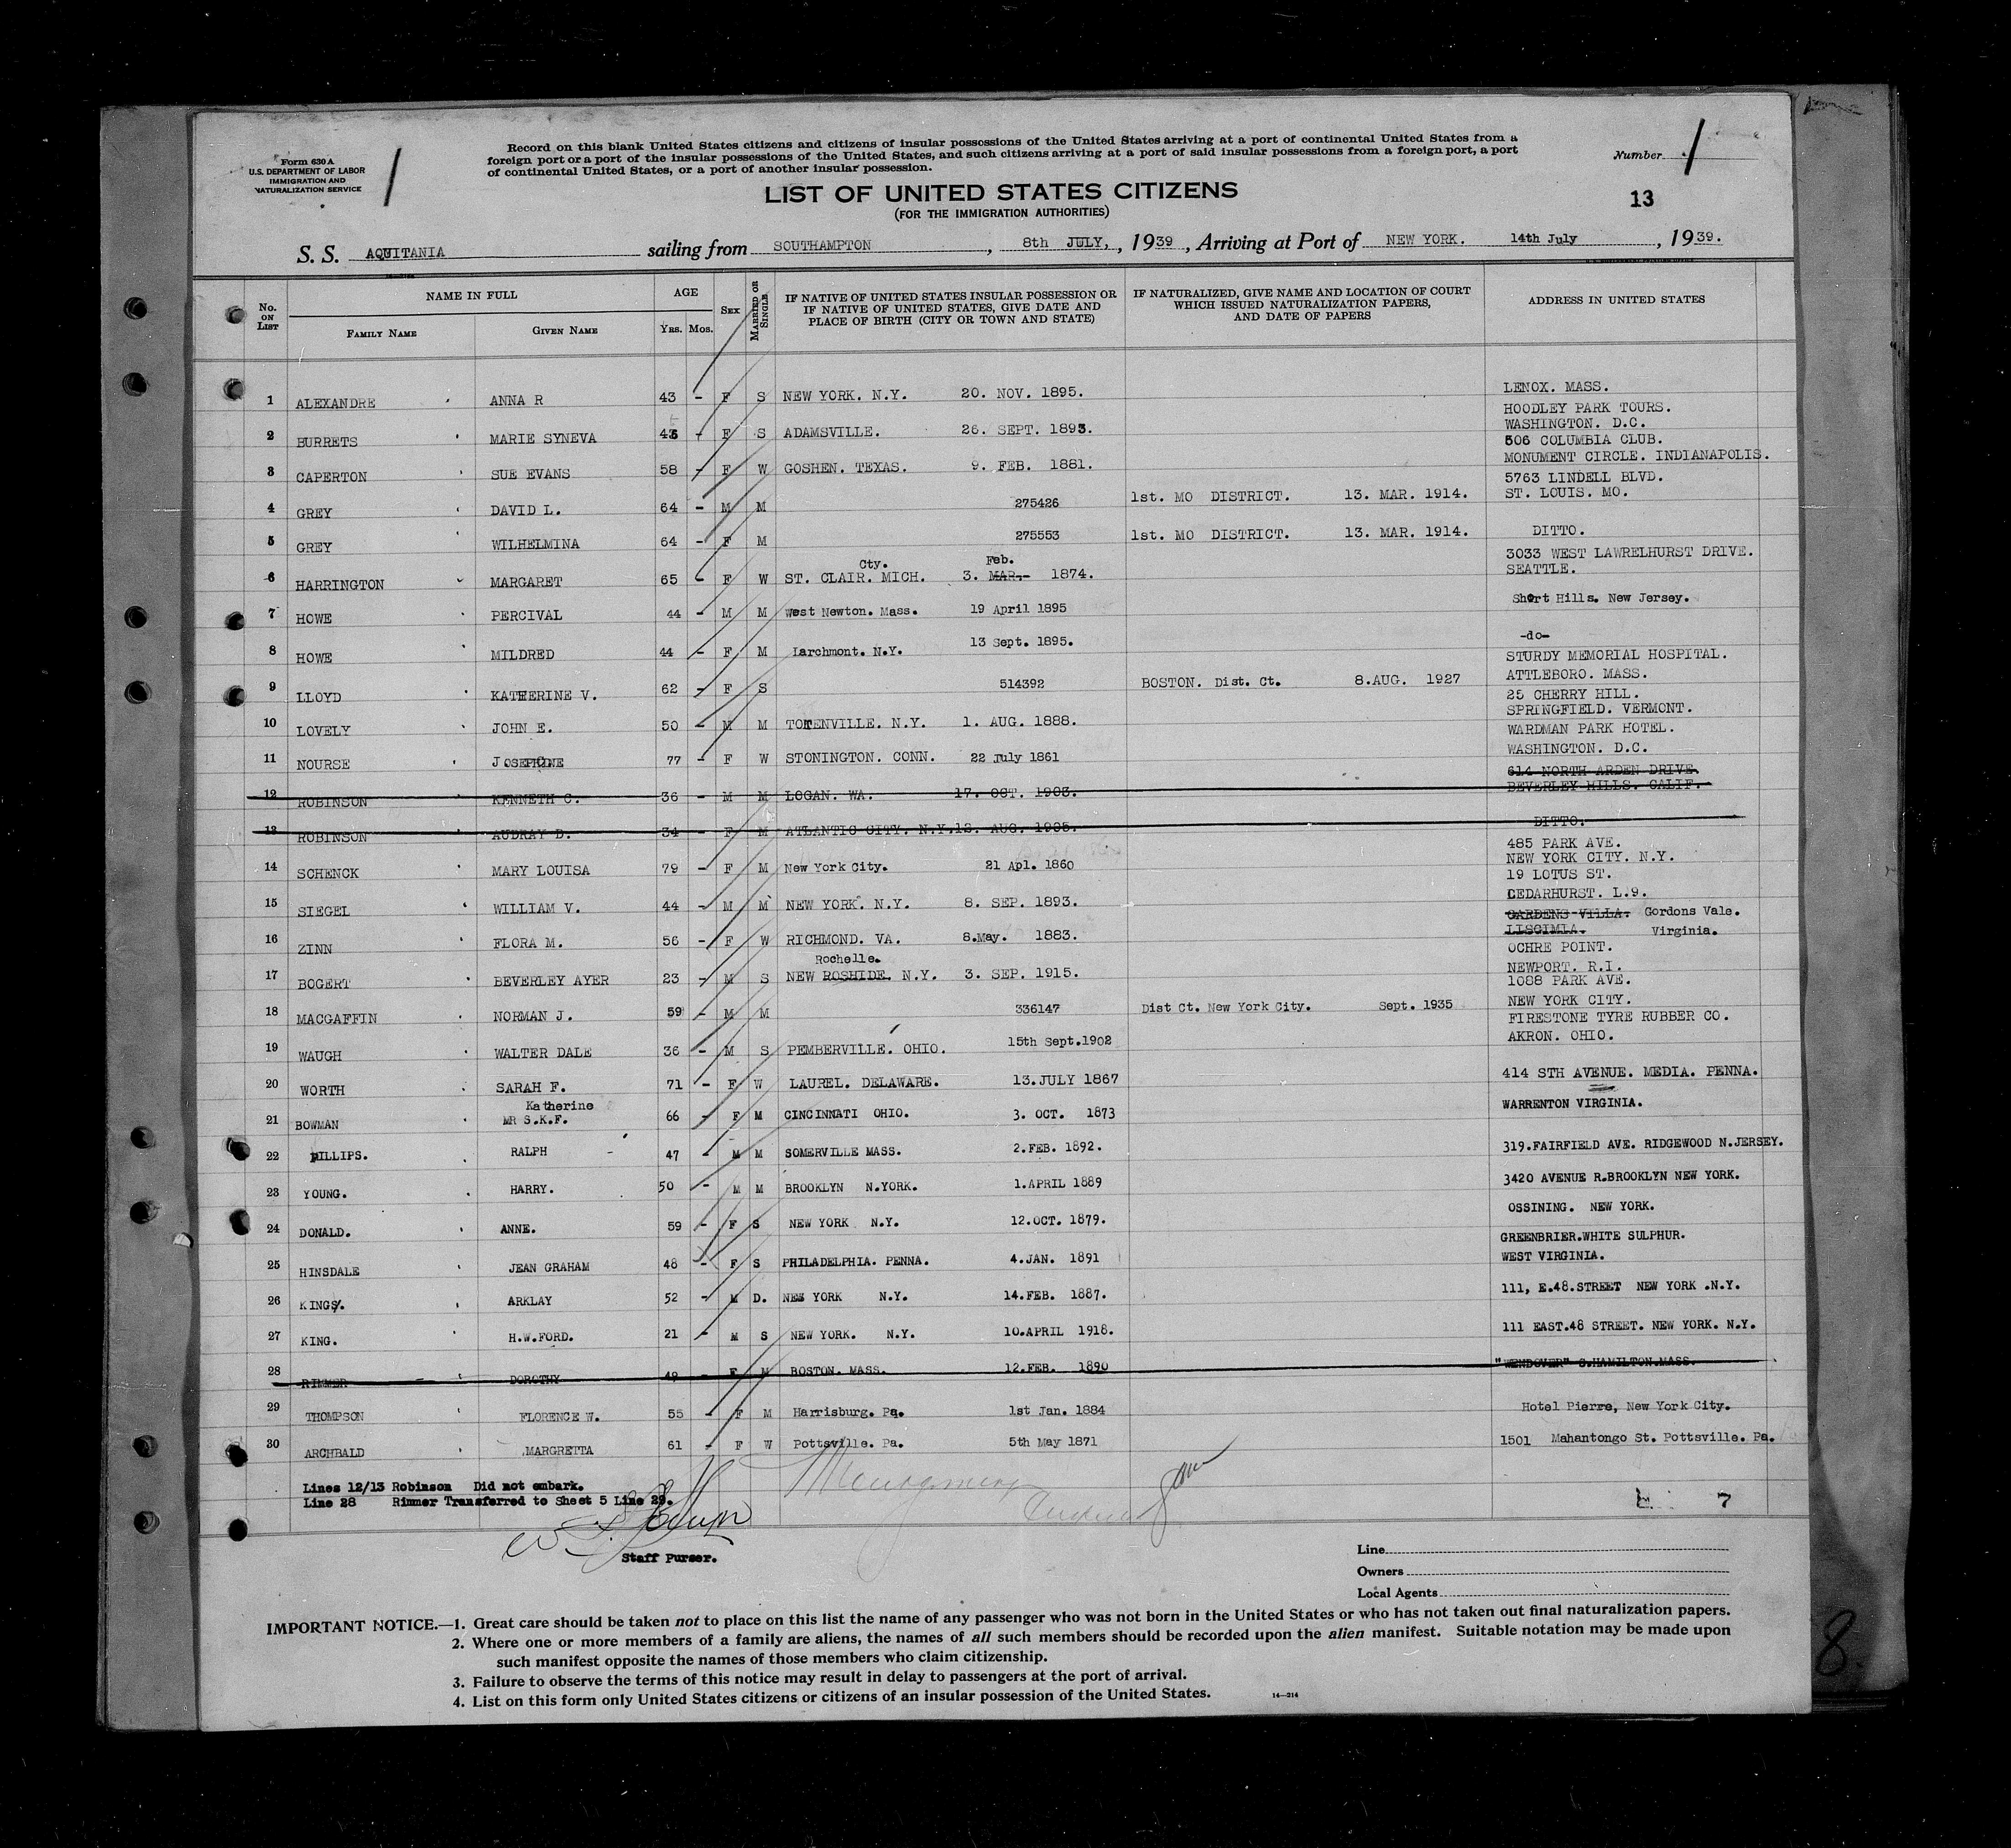 Form 630 A
U.S. DEPARTMENT OF LABOR
IMMIGRATION AND
NATURALIZATION SERVICE
Record on this blank United States citizens and citizens of insular possessions of the United States arriving at a port of continental United States from a
foreign port or a port of the insular possessions of the United States, and such citizens arriving at a port of said insular possessions from a foreign port, a port
of continental United States, or a port of another insular possession.
Number 1
LIST OF UNITED STATES CITIZENS
(FOR THE IMMIGRATION AUTHORITIES)
13
S. S. AQUITANIA sailing from SOUTHAMPTON, 8th JULY, 1939, Arriving at Port of NEW YORK. 14th July, 1939.
No. ON LIST
NAME IN FULL
FAMILY NAME
GIVEN NAME
AGE
YRS. MOS.
SEX
MARRIED OR SINGLE
IF NATIVE OF UNITED STATES INSULAR POSSESSION OR
IF NATIVE OF UNITED STATES, GIVE DATE AND
PLACE OF BIRTH (CITY OR TOWN AND STATE)
IF NATURALIZED, GIVE NAME AND LOCATION OF COURT
WHICH ISSUED NATURALIZATION PAPERS,
AND DATE OF PAPERS
ADDRESS IN UNITED STATES
1 ALEXANDRE ANNA R 43 - F S NEW YORK. N.Y. 20. NOV. 1895. LENOX. MASS.
HOODLEY PARK TOURS.
2 BURRETS MARIE SYNEVA 45 - F S ADAMSVILLE. 26. SEPT. 1893. WASHINGTON. D.C.
506 COLUMBIA CLUB.
3 CAPERTON SUE EVANS 58 - F W GOSHEN. TEXAS. 9. FEB. 1881. MONUMENT CIRCLE. INDIANAPOLIS.
5763 LINDELL BLVD.
4 GREY DAVID L. 64 - M M 275426 1st. MO DISTRICT. 13. MAR. 1914. ST. LOUIS. MO.
5 GREY WILHELMINA 64 - F M 275553 1st. MO DISTRICT. 13. MAR. 1914. DITTO.
Cty. Feb. 3033 WEST LAWRELHURST DRIVE.
6 HARRINGTON MARGARET 65 - F W ST. CLAIR. MICH. 3. MAR. 1874. SEATTLE.
7 HOWE PERCIVAL 44 - M M West Newton. Mass. 19 April 1895 Short Hills. New Jersey.
8 HOWE MILDRED 44 - F M Larchmont. N.Y. 13 Sept. 1895. -do-
STURDY MEMORIAL HOSPITAL.
9 LLOYD KATHERINE V. 62 - F S 514392 BOSTON. Dist. Ct. 8.AUG. 1927 ATTLEBORO. MASS.
25 CHERRY HILL.
10 LOVELY JOHN E. 50 - M M TOTTENVILLE. N.Y. 1. AUG. 1888. SPRINGFIELD. VERMONT.
WARDMAN PARK HOTEL.
11 NOURSE JOSEPHINE 77 - F W STONINGTON. CONN. 22 July 1861 WASHINGTON. D.C.
614 NORTH ARDEN DRIVE.
12 ROBINSON KENNETH C. 36 - M M LOGAN. WA. 17. OCT. 1903. BEVERLEY HILLS. CALIF.
13 ROBINSON AUDRAY B. 34 - F M ATLANTIC CITY. N.Y. 12. AUG. 1905. DITTO.
485 PARK AVE.
14 SCHENCK MARY LOUISA 79 - F M New York City. 21 Apl. 1860 NEW YORK CITY. N.Y.
19 LOTUS ST.
15 SIEGEL WILLIAM V. 44 - M M NEW YORK. N.Y. 8. SEP. 1893. CEDARHURST. L.9.
GARDENS VILLA. Gordons Vale.
16 ZINN FLORA M. 56 - F W RICHMOND. VA. 8.May. 1883. LISGIMIA. Virginia.
Rochelle. OCHRE POINT.
17 BOGERT BEVERLEY AYER 23 - M S NEW ROSHIDE. N.Y. 3. SEP. 1915. NEWPORT. R.I.
1088 PARK AVE.
18 MACGAFFIN NORMAN J. 59 - M M 336147 Dist Ct. New York City. Sept. 1935 NEW YORK CITY.
FIRESTONE TYRE RUBBER CO.
19 WAUGH WALTER DALE 36 - M S PEMBERVILLE. OHIO. 15th Sept.1902 AKRON. OHIO.
20 WORTH SARAH F. 71 - F W LAUREL. DELAWARE. 13.JULY 1867 414 STH AVENUE. MEDIA. PENNA.
Katherine
21 BOWMAN MR S.K.F. 66 - F M CINCINNATI OHIO. 3. OCT. 1873 WARRENTON VIRGINIA.
22 PILLIPS. RALPH 47 - M M SOMERVILLE MASS. 2.FEB. 1892. 319.FAIRFIELD AVE. RIDGEWOOD N.JERSEY.
23 YOUNG. HARRY. 50 - M M BROOKLYN N.YORK. 1.APRIL 1889 3420 AVENUE R.BROOKLYN NEW YORK.
24 DONALD. ANNE. 59 - F S NEW YORK N.Y. 12.OCT. 1879. OSSINING. NEW YORK.
GREENBRIER.WHITE SULPHUR.
25 HINSDALE JEAN GRAHAM 48 - F S PHILADELPHIA. PENNA. 4.JAN. 1891 WEST VIRGINIA.
26 KING. ARKLAY 52 - M D. NEW YORK N.Y. 14.FEB. 1887. 111, E.48.STREET NEW YORK .N.Y.
27 KING. H.W.FORD. 21 - M S NEW YORK. N.Y. 10.APRIL 1918. 111 EAST.48 STREET. NEW YORK. N.Y.
28 RIMMER DOROTHY 49 - F M BOSTON. MASS. 12.FEB. 1890 "WENDOVER" S.HAMILTON.MASS.
29 THOMPSON FLORENCE W. 55 - F M Harrisburg. Pa. 1st Jan. 1884 Hotel Pierre, New York City.
30 ARCHBALD MARGRETTA 61 - F W Pottsville. Pa. 5th May 1871 1501 Mahantongo St. Pottsville. Pa.
Lines 12/13 Robinson Did not embark.
Line 28 Rimmer Transferred to Sheet 5 Line 29.
7
Staff Purser.
Line
Owners
Local Agents
IMPORTANT NOTICE.—1. Great care should be taken not to place on this list the name of any passenger who was not born in the United States or who has not taken out final naturalization papers.
2. Where one or more members of a family are aliens, the names of all such members should be recorded upon the alien manifest. Suitable notation may be made upon
such manifest opposite the names of those members who claim citizenship.
3. Failure to observe the terms of this notice may result in delay to passengers at the port of arrival.
4. List on this form only United States citizens or citizens of an insular possession of the United States.
14—214
8